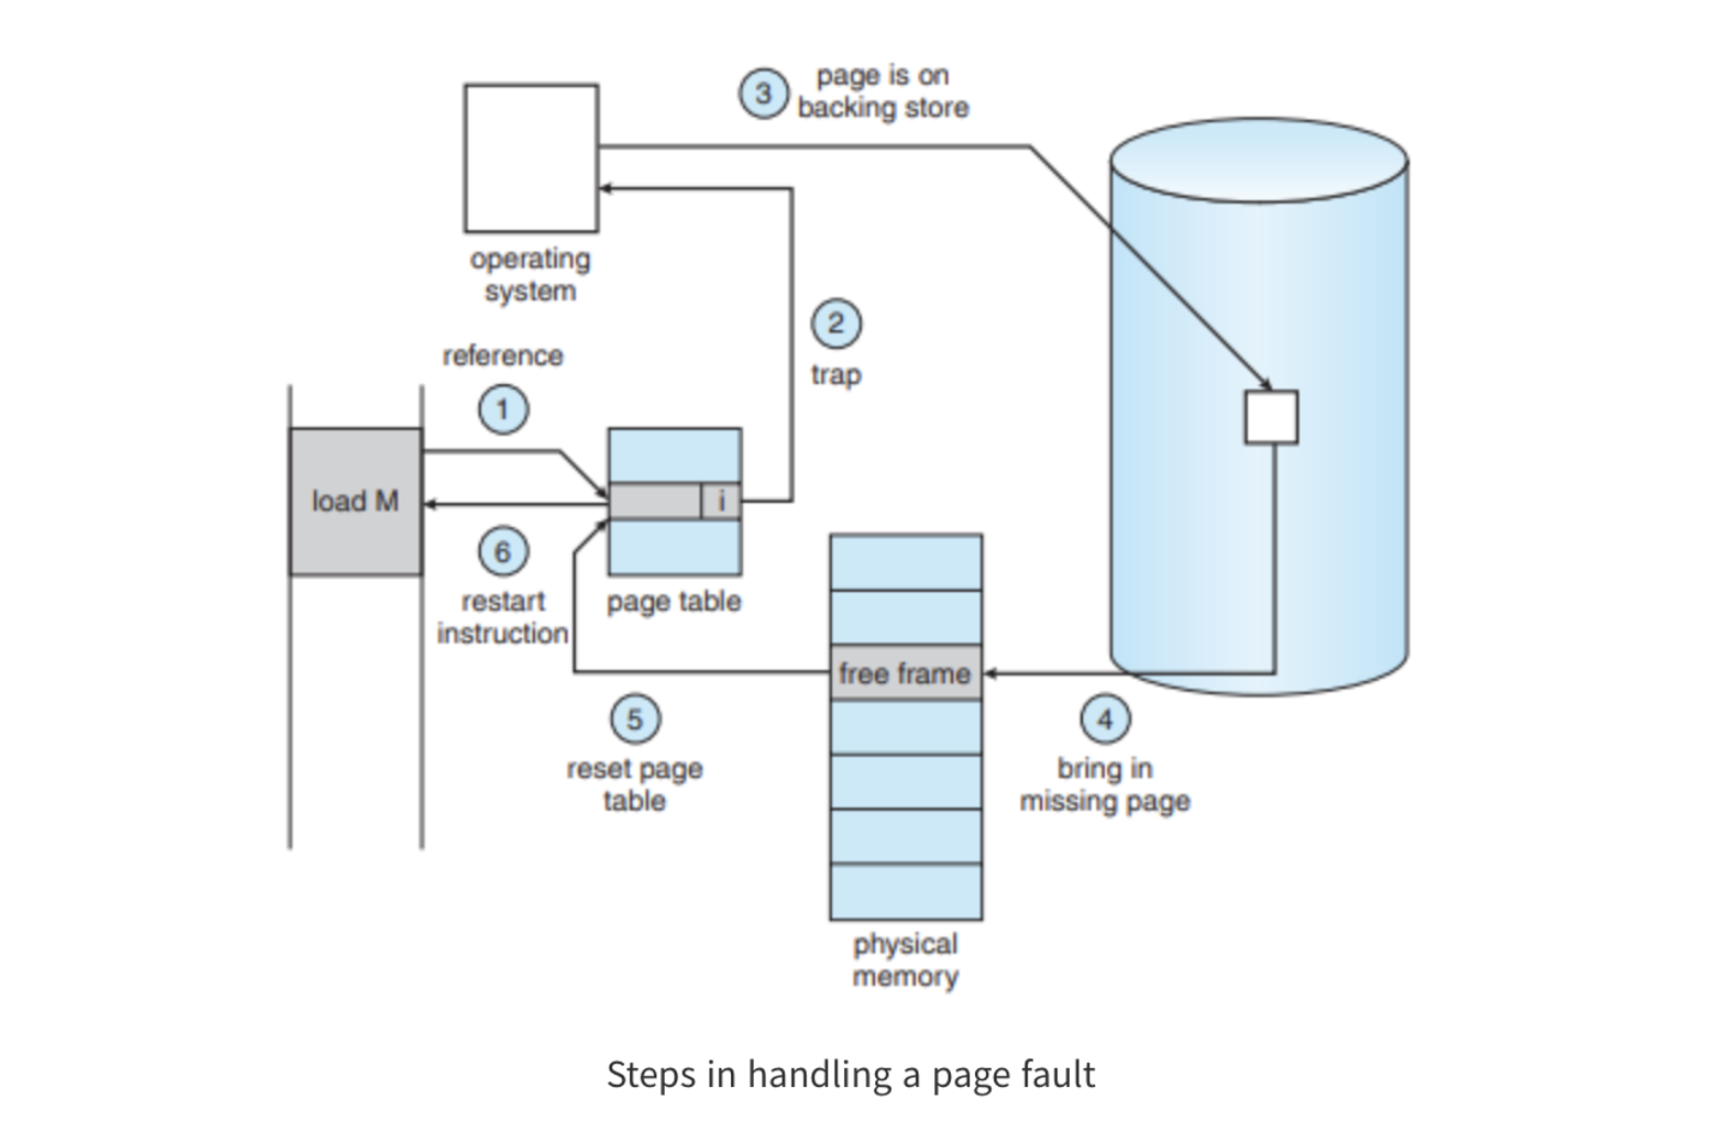 3
page is on
backing store
operating
system
2
trap
reference
1
load M
i
6
restart
instruction
page table
free frame
5
reset page
table
4
bring in
missing page
physical
memory
Steps in handling a page fault